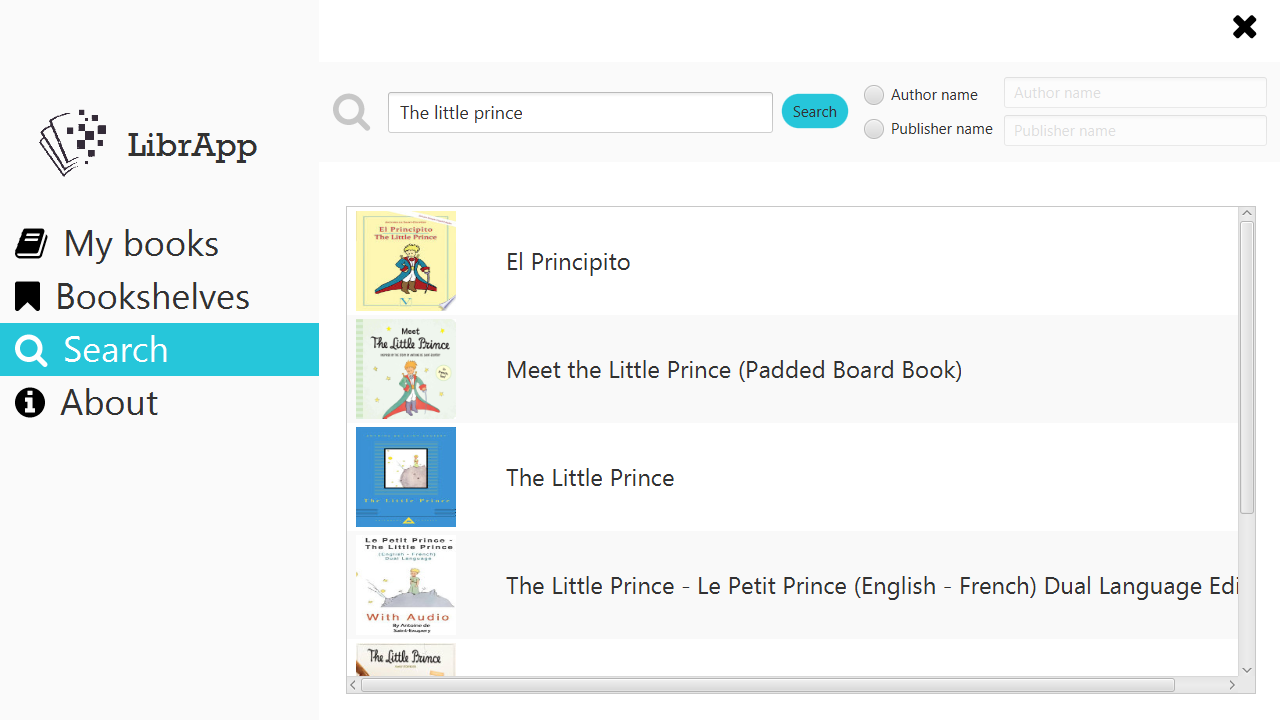 LibrApp
My books
Bookshelves
Search
About
The little prince
Search
Author name
Author name
Publisher name
Publisher name
El Principito
The Little Prince
El Principito
Meet
The Little Prince
Meet the Little Prince (Padded Board Book)
The Little Prince
The Little Prince
Le Petit Prince -
The Little Prince
(English - French)
Dual Language
With Audio
By Antoine de
Saint-Exupery
The Little Prince - Le Petit Prince (English - French) Dual Language Edi
The Little Prince